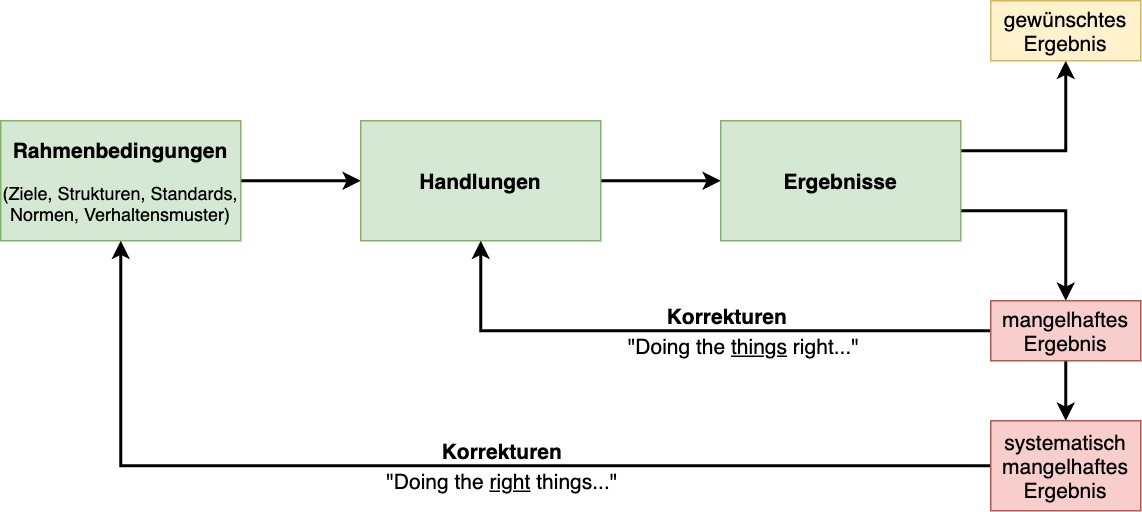 gewünschtes
Ergebnis
Rahmenbedingungen
(Ziele, Strukturen, Standards,
Normen, Verhaltensmuster)
Handlungen
Ergebnisse
Korrekturen
"Doing the things right..."
mangelhaftes
Ergebnis
Korrekturen
"Doing the right things..."
systematisch
mangelhaftes
Ergebnis